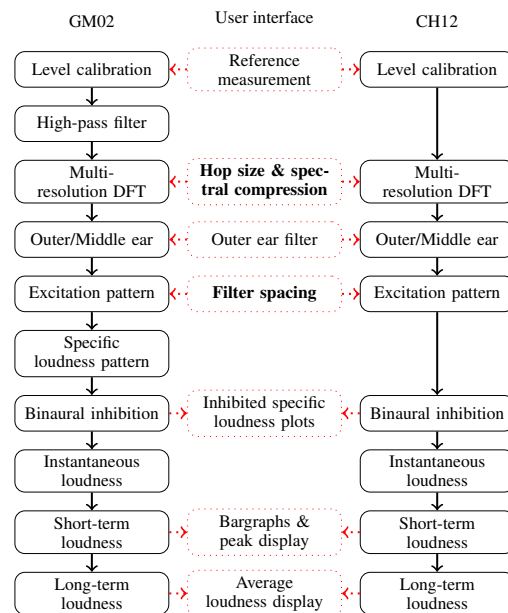 GM02 User interface CH12
Level calibration Reference measurement Level calibration
High-pass filter
Multi-resolution DFT Hop size & spec-tral compression Multi-resolution DFT
Outer/Middle ear Outer ear filter Outer/Middle ear
Excitation pattern Filter spacing Excitation pattern
Specific
loudness pattern
Binaural inhibition Inhibited specific loudness plots Binaural inhibition
Instantaneous loudness Instantaneous loudness
Short-term loudness Bargraphs & peak display Short-term loudness
Long-term loudness Average loudness display Long-term loudness